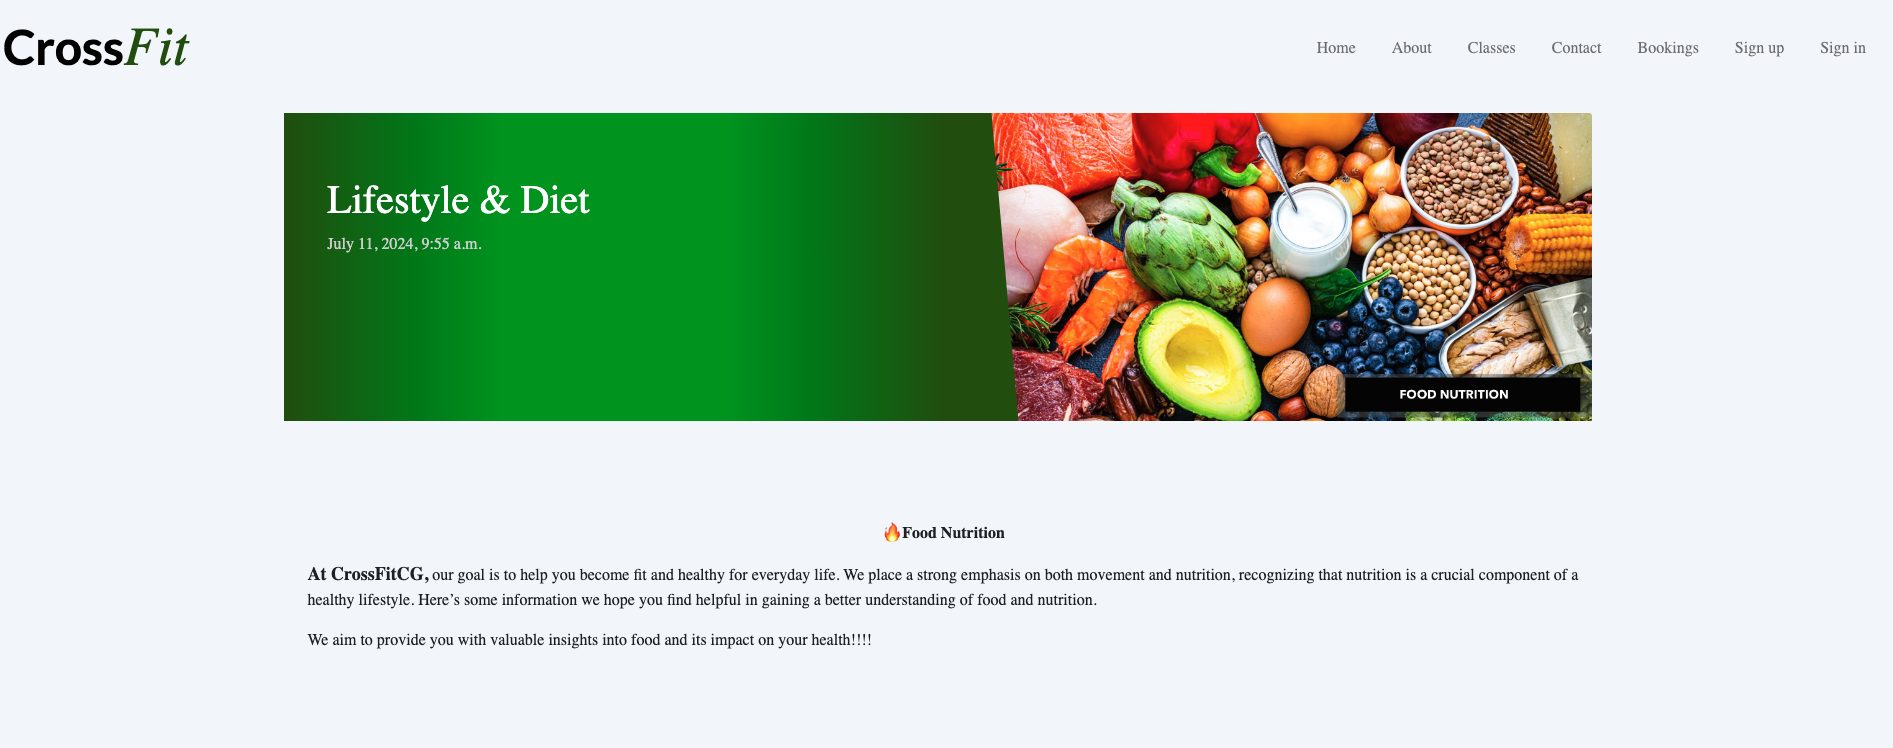 CrossFit
Home About Classes Contact Bookings Sign up Sign in
Lifestyle & Diet
July 11, 2024, 9:55 a.m.
FOOD NUTRITION
🔥Food Nutrition
At CrossFitCG, our goal is to help you become fit and healthy for everyday life. We place a strong emphasis on both movement and nutrition, recognizing that nutrition is a crucial component of a
healthy lifestyle. Here’s some information we hope you find helpful in gaining a better understanding of food and nutrition.
We aim to provide you with valuable insights into food and its impact on your health!!!!